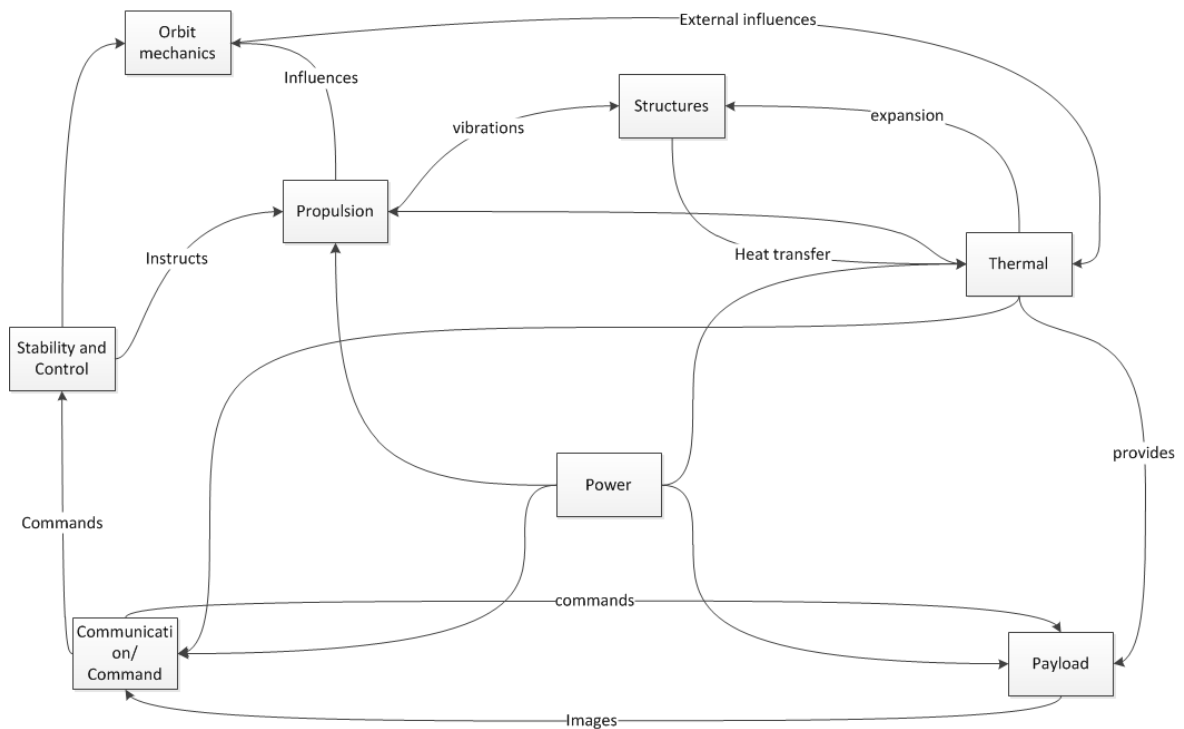 External influences
Orbit
mechanics
Influences
Structures
vibrations
expansion
Propulsion
Instructs
Heat transfer
Thermal
Stability and
Control
provides
Power
Commands
commands
Communicati
on/
Command
Payload
Images